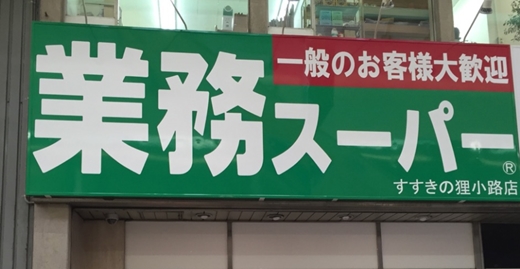 一般のお客様大歓迎
業務スーパー®
すすきの狸小路店